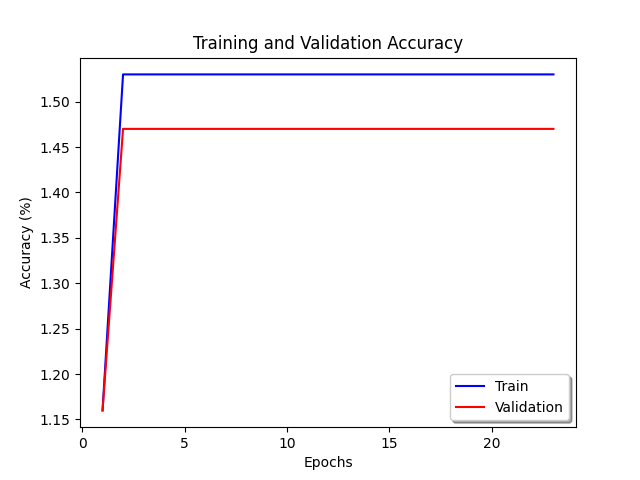 Training and Validation Accuracy
Accuracy (%)
1.50
1.45
1.40
1.35
1.30
1.25
1.20
1.15
0
5
10
15
20
Epochs
Train
Validation